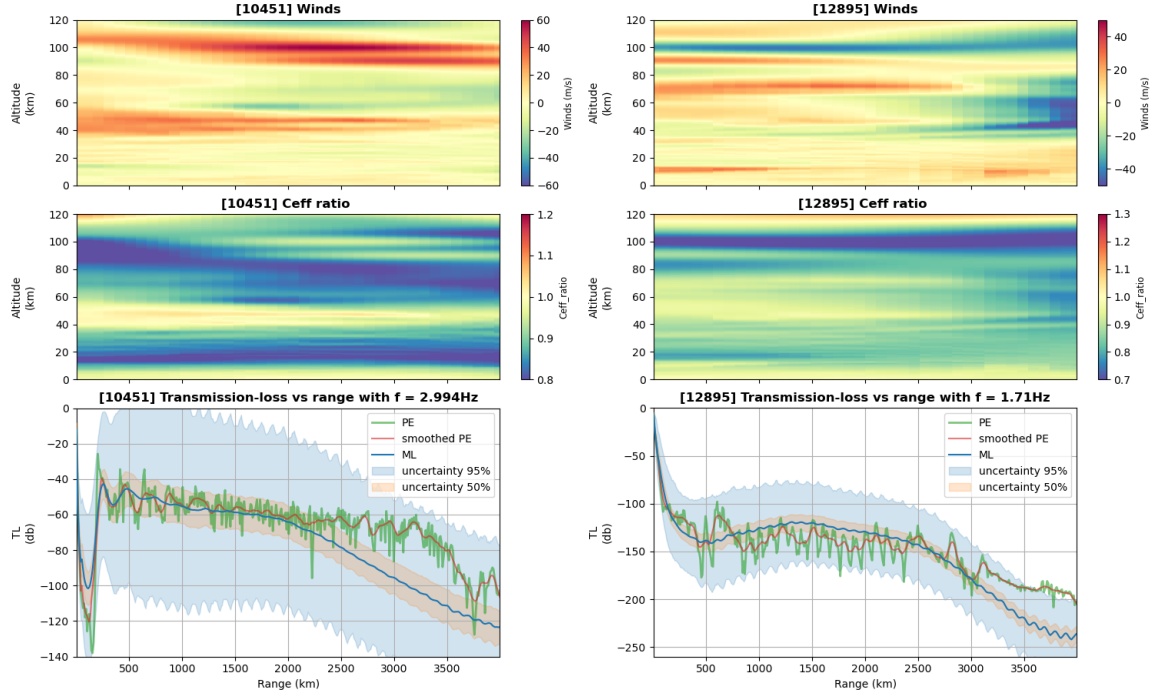 [10451] Winds
120
100
80
60
40
20
0
Altitude
(km)
60
40
20
0
−20
−40
−60
Winds (m/s)
[12895] Winds
120
100
80
60
40
20
0
Altitude
(km)
40
20
0
−20
−40
Winds (m/s)
[10451] Ceff ratio
120
100
80
60
40
20
0
Altitude
(km)
1.2
1.1
1.0
0.9
0.8
Ceff_ratio
[12895] Ceff ratio
120
100
80
60
40
20
0
Altitude
(km)
1.3
1.2
1.1
1.0
0.9
0.8
0.7
Ceff_ratio
[10451] Transmission-loss vs range with f = 2.994Hz
0
−20
−40
−60
−80
−100
−120
−140
TL
(db)
PE
smoothed PE
ML
uncertainty 95%
uncertainty 50%
500 1000 1500 2000 2500 3000 3500
Range (km)
[12895] Transmission-loss vs range with f = 1.71Hz
0
−50
−100
−150
−200
−250
TL
(db)
PE
smoothed PE
ML
uncertainty 95%
uncertainty 50%
500 1000 1500 2000 2500 3000 3500
Range (km)